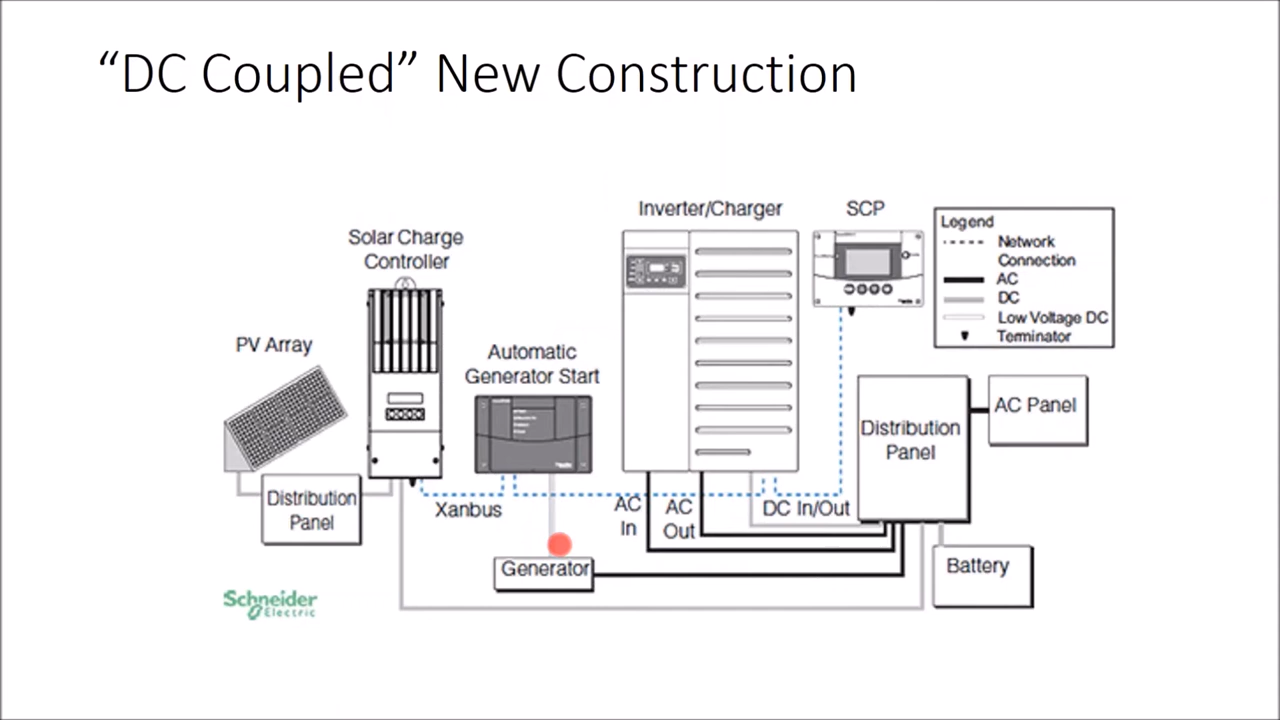 “DC Coupled” New Construction
Inverter/Charger
SCP
Legend
Network
Connection
AC
DC
Low Voltage DC
Terminator
Solar Charge
Controller
PV Array
Automatic
Generator Start
Distribution
Panel
AC Panel
Distribution
Panel
Xanbus
AC
In
AC
Out
DC In/Out
Generator
Battery
Schneider
Electric